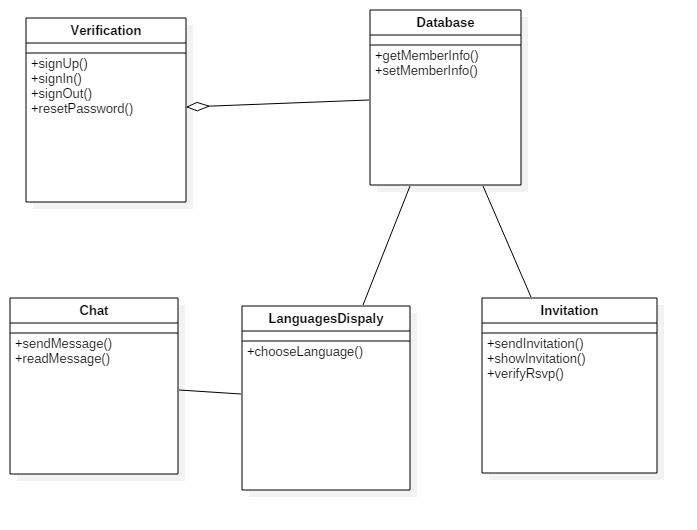 Verification
+signUp()
+signIn()
+signOut()
+resetPassword()
Database
+getMemberInfo()
+setMemberInfo()
Chat
+sendMessage()
+readMessage()
LanguagesDispaly
+chooseLanguage()
Invitation
+sendInvitation()
+showInvitation()
+verifyRsvp()